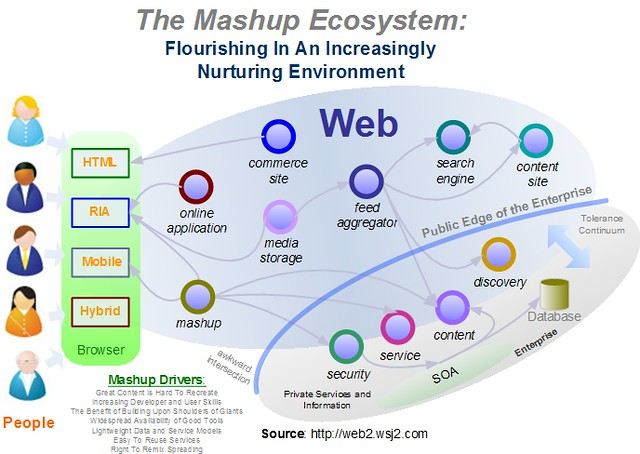 The Mashup Ecosystem:
Flourishing In An Increasingly
Nurturing Environment
Web
HTML
RIA
Mobile
Hybrid
Browser
People
commerce
site
search
engine
content
site
online
application
feed
aggregator
media
storage
Public Edge of the Enterprise
Tolerance
Continuum
discovery
Database
mashup
content
service
security
SOA
Enterprise
awkward
intersection
Private Services and
Information
Mashup Drivers:
Great Content is Hard To Recreate
Increasing Developer and User Skills
The Benefit of Building Upon Shoulders of Giants
Widespread Availability of Good Tools
Lightweight Data and Service Models
Easy To Reuse Services
Right To Remix Spreading
Source: http://web2.wsj2.com